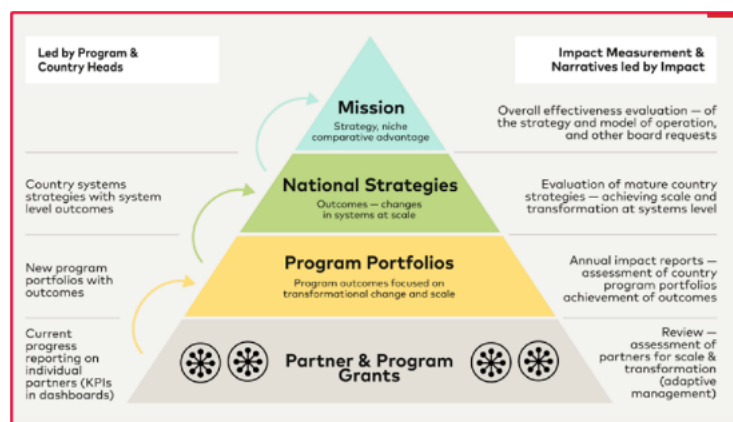 Led by Program &
Country Heads
Impact Measurement &
Narratives led by Impact
Mission
Strategy, niche
comparative advantage
Overall effectiveness evaluation — of
the strategy and model of operation,
and other board requests
Country systems
strategies with system
level outcomes
National Strategies
Outcomes — changes
in systems at scale
Evaluation of mature country
strategies — achieving scale and
transformation at systems level
New program
portfolios with
outcomes
Program Portfolios
Program outcomes focused on
transformational change and scale
Annual impact reports —
assessment of country
program portfolios
achievement of outcomes
Current
progress
reporting on
individual
partners (KPIs
in dashboards)
Partner & Program
Grants
Review —
assessment of
partners for scale &
transformation
(adaptive
management)